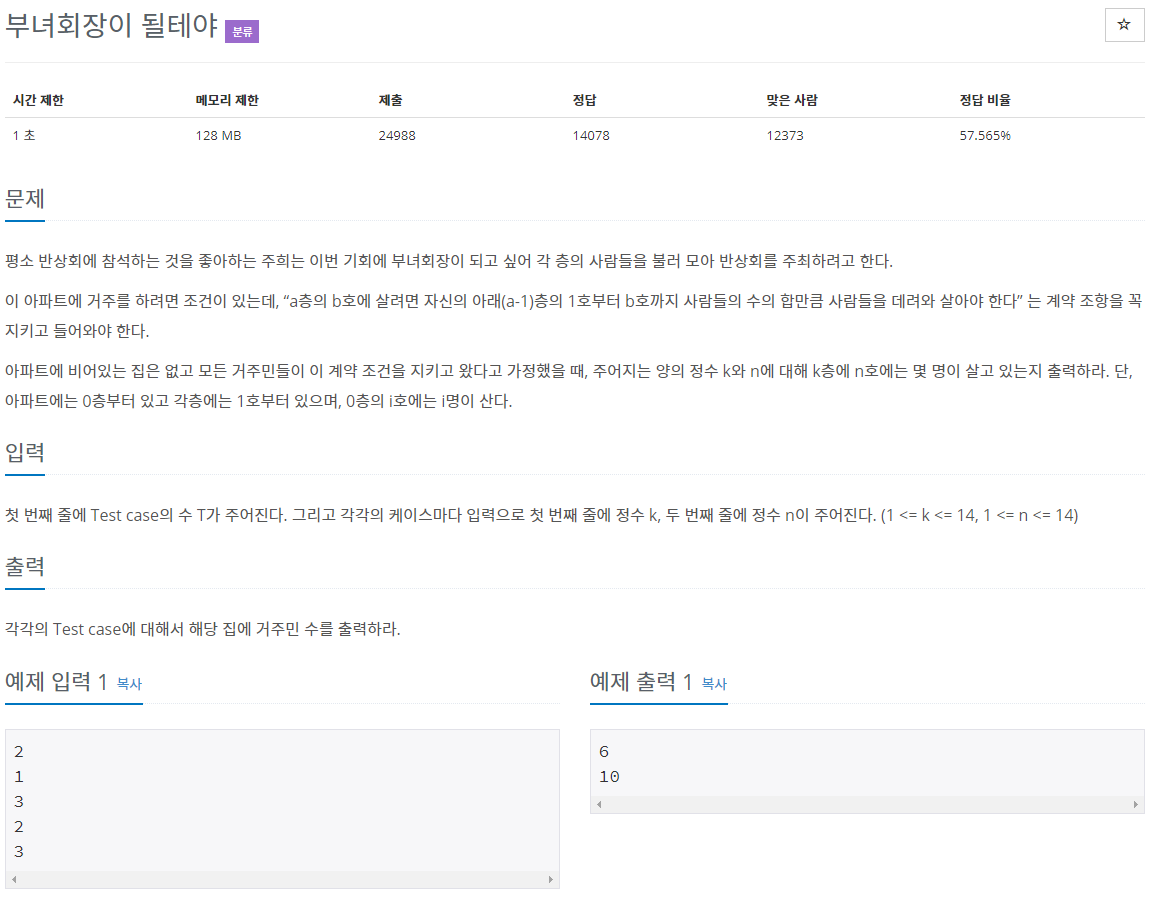 부녀회장이 될테야 분류
☆
시간 제한 메모리 제한 제출 정답 맞은 사람 정답 비율
1 초 128 MB 24988 14078 12373 57.565%
문제
평소 반상회에 참석하는 것을 좋아하는 주희는 이번 기회에 부녀회장이 되고 싶어 각 층의 사람들을 불러 모아 반상회를 주최하려고 한다.
이 아파트에 거주를 하려면 조건이 있는데, “a층의 b호에 살려면 자신의 아래(a-1)층의 1호부터 b호까지 사람들의 수의 합만큼 사람들을 데려와 살아야 한다” 는 계약 조항을 꼭
지키고 들어와야 한다.
아파트에 비어있는 집은 없고 모든 거주민들이 이 계약 조건을 지키고 왔다고 가정했을 때, 주어지는 양의 정수 k와 n에 대해 k층에 n호에는 몇 명이 살고 있는지 출력하라. 단,
아파트에는 0층부터 있고 각층에는 1호부터 있으며, 0층의 i호에는 i명이 산다.
입력
첫 번째 줄에 Test case의 수 T가 주어진다. 그리고 각각의 케이스마다 입력으로 첫 번째 줄에 정수 k, 두 번째 줄에 정수 n이 주어진다. (1 <= k <= 14, 1 <= n <= 14)
출력
각각의 Test case에 대해서 해당 집에 거주민 수를 출력하라.
예제 입력 1 복사
2
1
3
2
3
예제 출력 1 복사
6
10